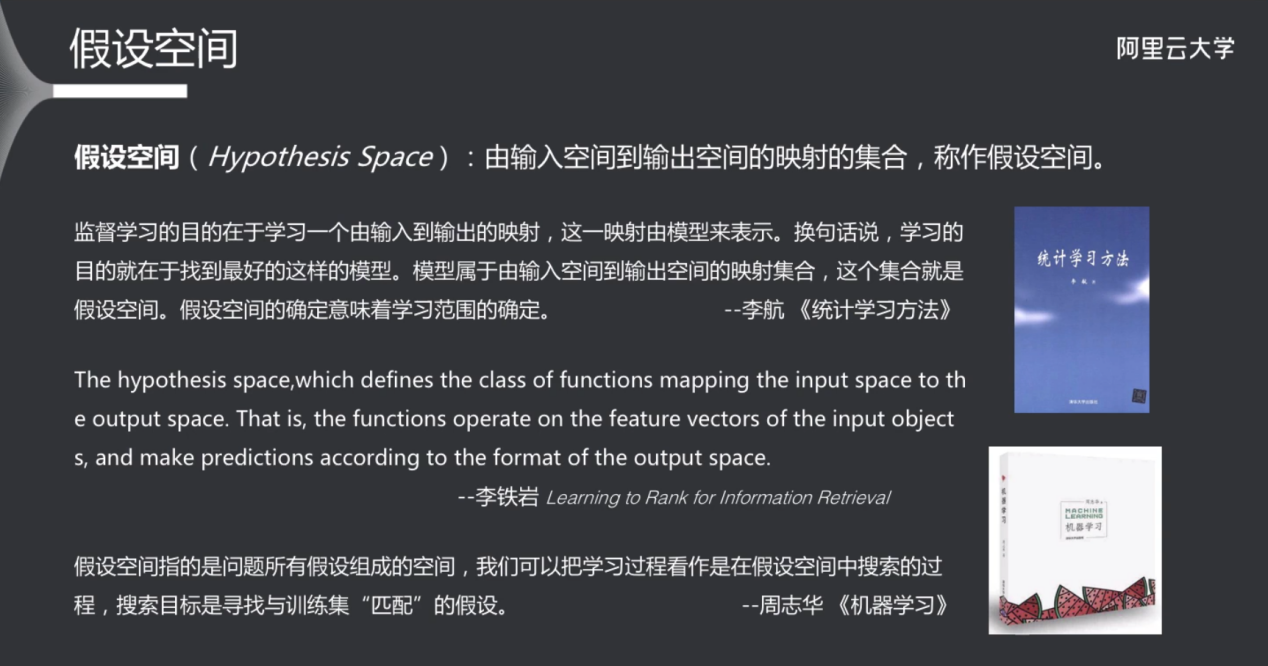 假设空间
阿里云大学
假设空间（Hypothesis Space）：由输入空间到输出空间的映射的集合，称作假设空间。
监督学习的目的在于学习一个由输入到输出的映射，这一映射由模型来表示。换句话说，学习的
目的就在于找到最好的这样的模型。模型属于由输入空间到输出空间的映射集合，这个集合就是
假设空间。假设空间的确定意味着学习范围的确定。 --李航 《统计学习方法》
统计学习方法
李航
The hypothesis space,which defines the class of functions mapping the input space to th
e output space. That is, the functions operate on the feature vectors of the input object
s, and make predictions according to the format of the output space.
--李铁岩 Learning to Rank for Information Retrieval
机器学习
MACHINE
LEARNING
机器学习
假设空间指的是问题所有假设组成的空间，我们可以把学习过程看作是在假设空间中搜索的过
程，搜索目标是寻找与训练集“匹配”的假设。 --周志华 《机器学习》